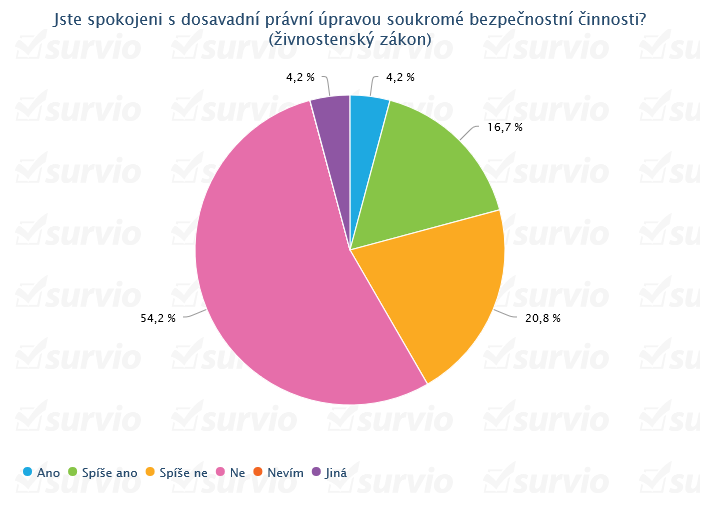 Jste spokojeni s dosavadní právní úpravou soukromé bezpečnostní činnosti?
(živnostenský zákon)
4,2 %
4,2 %
16,7 %
54,2 %
20,8 %
Ano Spíše ano Spíše ne Ne Nevím Jiná
survio